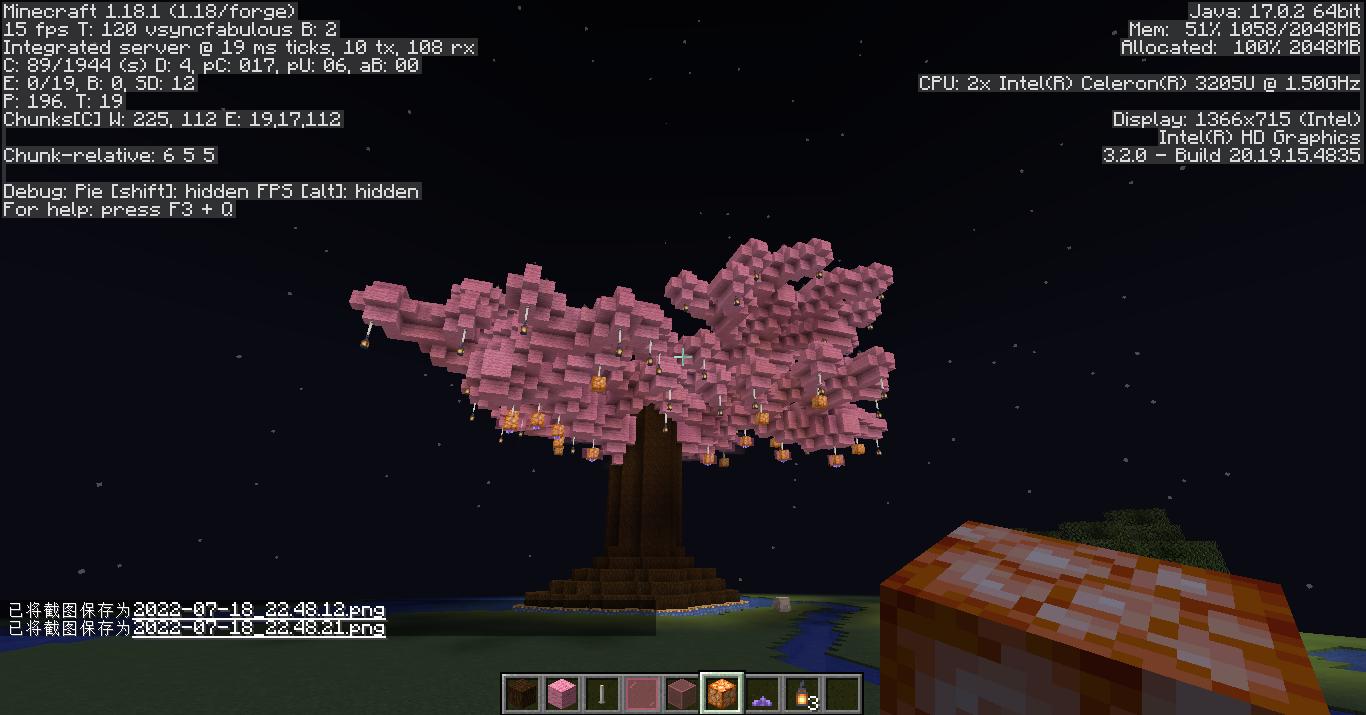 Minecraft 1.18.1 (1.18/forge)
15 fps T: 120 vsyncfabulous B: 2
Integrated server @ 19 ms ticks, 10 tx, 108 rx
C: 89/1944 (s) D: 4, pC: 017, pU: 06, aB: 00
E: 0/19, B: 0, SD: 12
P: 196. T: 19
Chunks[C] W: 225, 112 E: 19,17,112
Chunk-relative: 6 5 5
Debug: Pie [shift]: hidden FPS [alt]: hidden
For help: press F3 + Q
Java: 17.0.2 64bit
Mem: 51% 1058/2048MB
Allocated: 100% 2048MB
CPU: 2x Intel(R) Celeron(R) 3205U @ 1.50GHz
Display: 1366x715 (Intel)
Intel(R) HD Graphics
3.2.0 - Build 20.19.15.4835
已将截图保存为2022-07-18_22.48.12.png
已将截图保存为2022-07-18_22.48.21.png
3